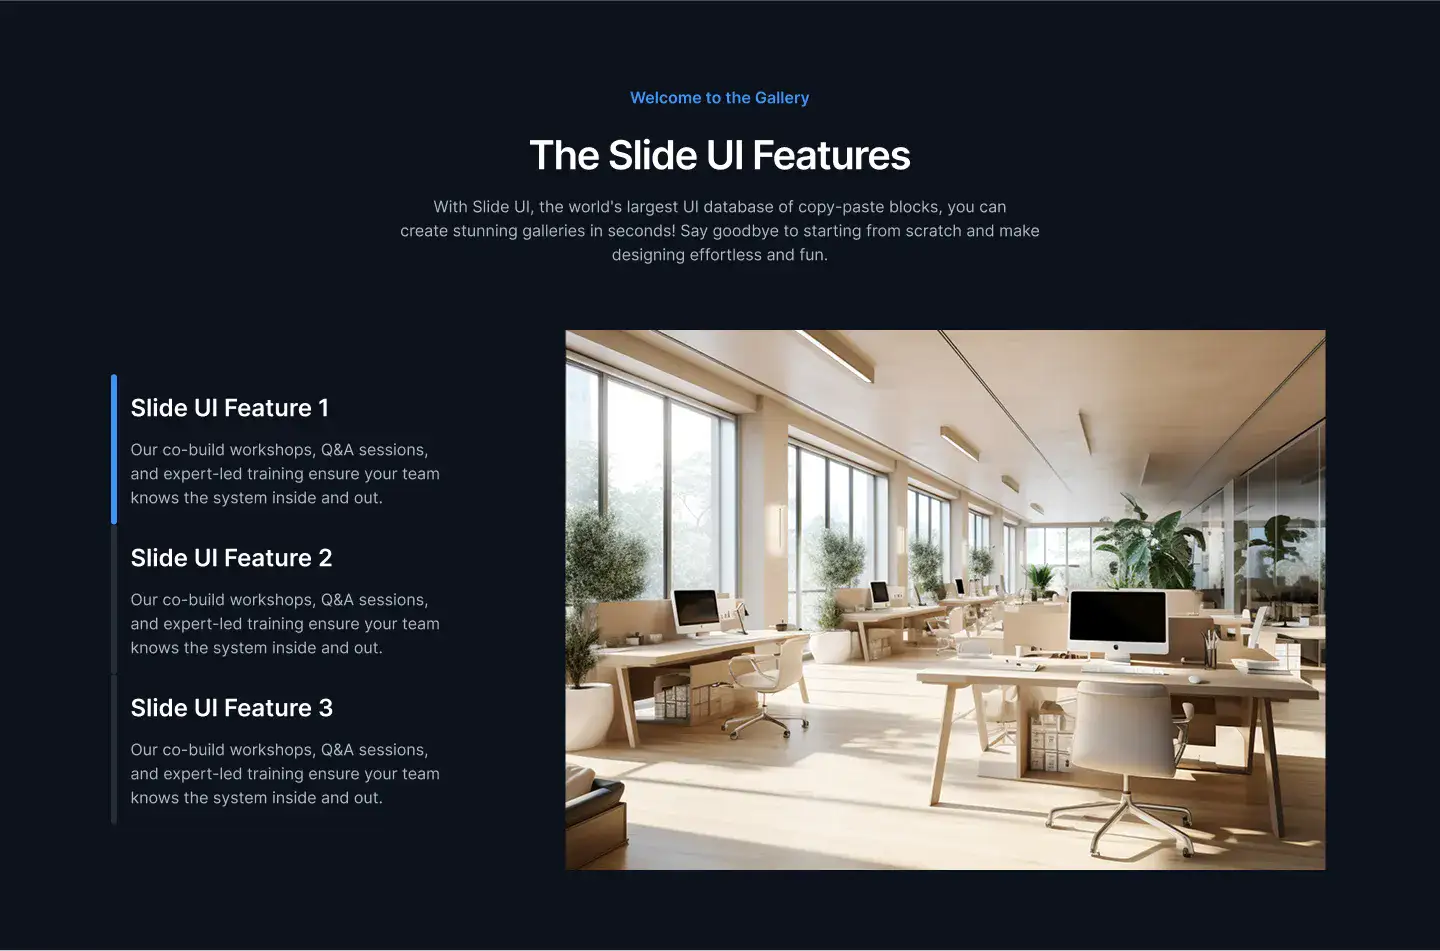 Welcome to the Gallery
The Slide UI Features
With Slide UI, the world's largest UI database of copy-paste blocks, you can
create stunning galleries in seconds! Say goodbye to starting from scratch and make
designing effortless and fun.
Slide UI Feature 1
Our co-build workshops, Q&A sessions,
and expert-led training ensure your team
knows the system inside and out.
Slide UI Feature 2
Our co-build workshops, Q&A sessions,
and expert-led training ensure your team
knows the system inside and out.
Slide UI Feature 3
Our co-build workshops, Q&A sessions,
and expert-led training ensure your team
knows the system inside and out.